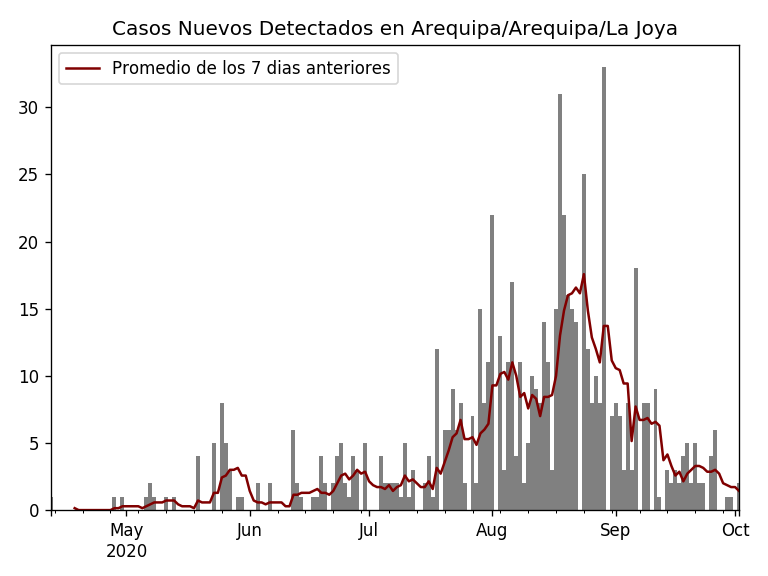 Casos Nuevos Detectados en Arequipa/Arequipa/La Joya
Promedio de los 7 dias anteriores
30
25
20
15
10
5
0
May Jun Jul Aug Sep Oct
2020